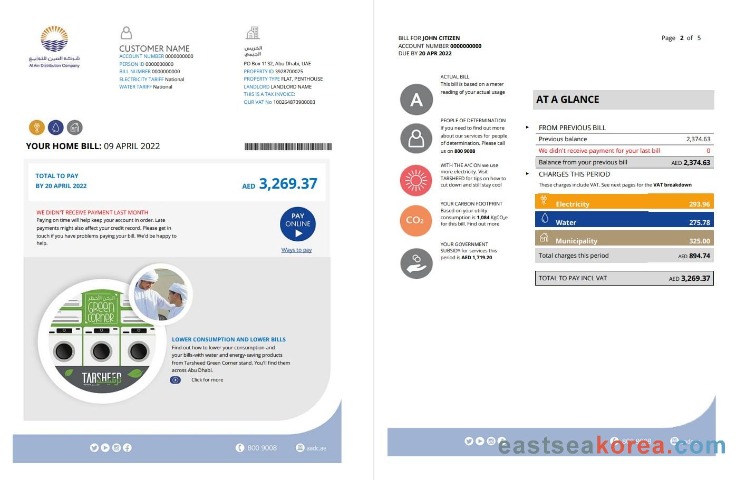 شركة العين للتوزيع
Al Ain Distribution Company
CUSTOMER NAME
ACCOUNT NUMBER 0000000000
PERSON ID 0000000000
BILL NUMBER 0000000000
ELECTRICITY TARIFF National
WATER TARIFF National
PO Box 1132, Abu Dhabi, UAE
PROPERTY ID 3928700025
PROPERTY TYPE FLAT, PENTHOUSE
LANDLORD LANDLORD NAME
THIS IS A TAX INVOICE:
OUR VAT No 100264873900003
YOUR HOME BILL: 09 APRIL 2022
TOTAL TO PAY
BY 20 APRIL 2022
AED 3,269.37
WE DIDN'T RECEIVE PAYMENT LAST MONTH
Paying on time will help keep your account in order. Late
payments might also affect your credit record. Please get in
touch if you have problems paying your bill. We'd be happy to
help.
PAY
ONLINE
Ways to pay
GREEN
CORNER
TARSHEED
LOWER CONSUMPTION AND LOWER BILLS
Find out how to lower your consumption and
your bills-with water and energy-saving products
from Tarsheed Green Corner stand. You'll find them
across Abu Dhabi.
Click for more
800 9008
aadc.ae
BILL FOR JOHN CITIZEN
ACCOUNT NUMBER 0000000000
DUE BY 20 APR 2022
Page 2 of 5
A
ACTUAL BILL
This bill is based on a meter
reading of your actual usage
PEOPLE OF DETERMINATION
If you need to find out more
about our services for people
of determination. Please call
us on 800 9008
WITH THE A/C ON we use
more electricity. Visit
TARSHEED for tips on how to
cut down and still stay cool
CO2
YOUR CARBON FOOTPRINT
Based on your utility
consumption is 1,084 KgCO2e
for this bill. Find out more
YOUR GOVERNMENT
SUBSIDY for services this
period is AED 1,719.20
AT A GLANCE
FROM PREVIOUS BILL
Previous balance 2,374.63
We didn't receive payment for your last bill 0
Balance from your previous bill AED 2,374.63
CHARGES THIS PERIOD
These charges include VAT. See next pages for the VAT breakdown
Electricity 293.96
Water 275.78
Municipality 325.00
Total charges this period AED 894.74
TOTAL TO PAY INCL VAT AED 3,269.37
eastseakorea.com